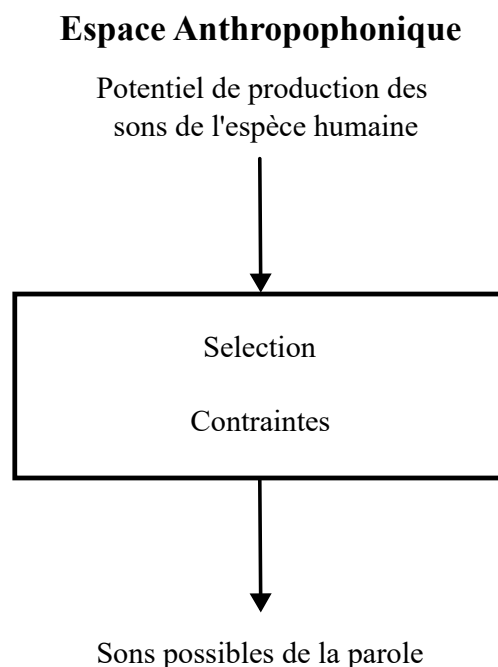 Espace Anthropophonique
Potentiel de production des
sons de l'espèce humaine
Selection
Contraintes
Sons possibles de la parole